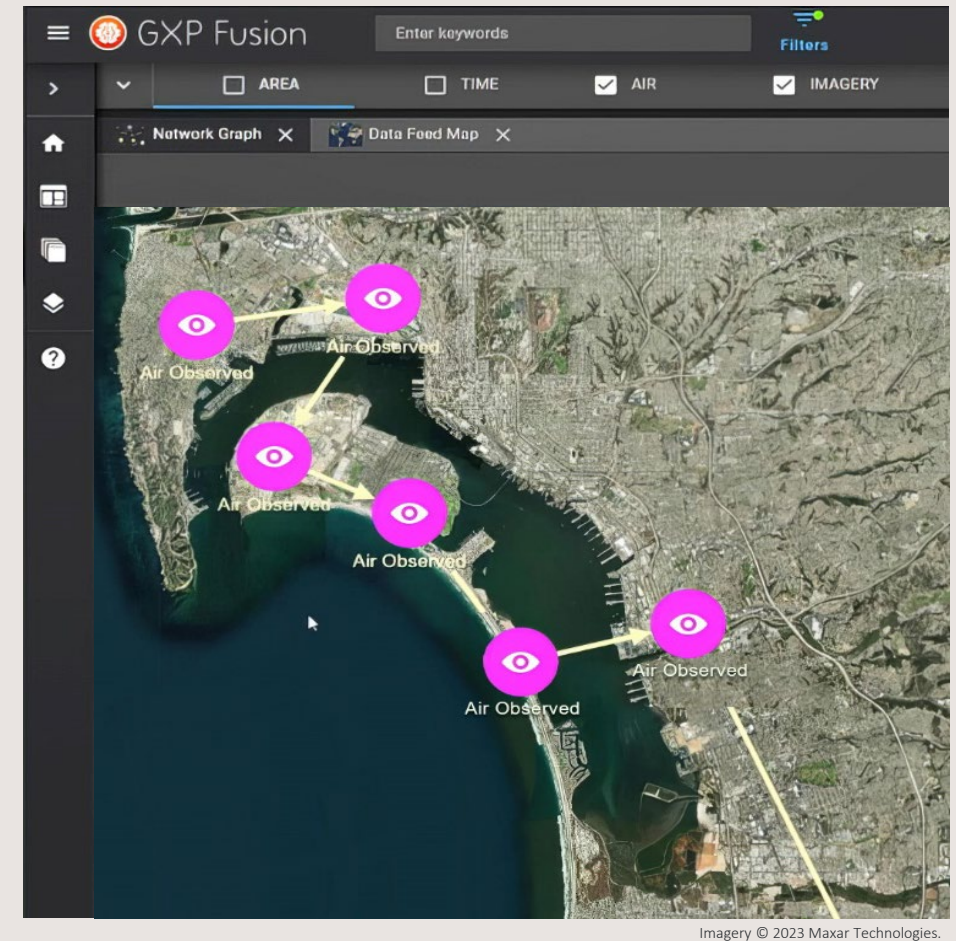 GXP Fusion
Enter keywords
Filters
AREA
TIME
AIR
IMAGERY
Network Graph
Data Feed Map
Air Observed
Air Observed
Air Observed
Air Observed
Air Observed
Air Observed
Imagery © 2023 Maxar Technologies.